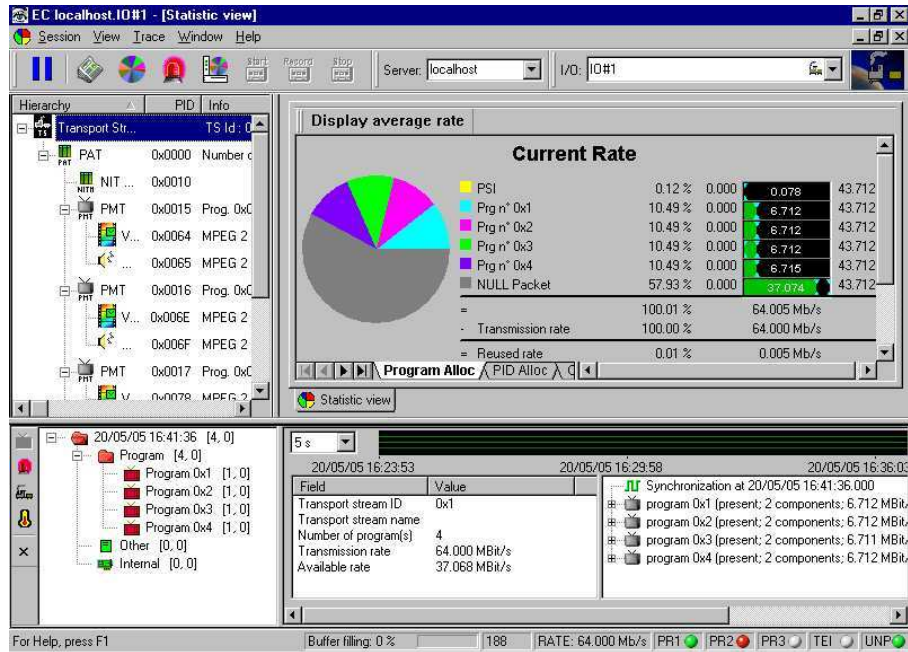 EC localhost.IO#1 - [Statistic view]
Session View Trace Window Help
Start Record Stop
Server: localhost I/O: IO#1
Hierarchy PID Info
Transport Str... TS Id : 0
PAT 0x0000 Number c
NIT ... 0x0010
PMT 0x0015 Prog. 0x0
V... 0x0064 MPEG 2
... 0x0065 MPEG 2
PMT 0x0016 Prog. 0x0
V... 0x006E MPEG 2
... 0x006F MPEG 2
PMT 0x0017 Prog. 0x0
V 0x0078 MPEG 2
Display average rate
Current Rate
PSI 0.12 % 0.000 0.078 43.712
Prg n° 0x1 10.49 % 0.000 6.712 43.712
Prg n° 0x2 10.49 % 0.000 6.712 43.712
Prg n° 0x3 10.49 % 0.000 6.712 43.712
Prg n° 0x4 10.49 % 0.000 6.715 43.712
NULL Packet 57.93 % 0.000 37.074 43.712
= 100.01 % 64.005 Mb/s
- Transmission rate 100.00 % 64.000 Mb/s
= Reused rate 0.01 % 0.005 Mb/s
Program Alloc PID Alloc
Statistic view
20/05/05 16:41:36 [4, 0]
Program [4, 0]
Program 0x1 [1, 0]
Program 0x2 [1, 0]
Program 0x3 [1, 0]
Program 0x4 [1, 0]
Other [0, 0]
Internal [0, 0]
5 s
20/05/05 16:23:53 20/05/05 16:29:58 20/05/05 16:36:03
Field Value
Transport stream ID 0x1
Transport stream name
Number of program(s) 4
Transmission rate 64.000 MBit/s
Available rate 37.068 MBit/s
Synchronization at 20/05/05 16:41:36.000
program 0x1 (present; 2 components; 6.712 MBit/
program 0x2 (present; 2 components; 6.712 MBit/
program 0x3 (present; 2 components; 6.711 MBit/
program 0x4 (present; 2 components; 6.712 MBit/
For Help, press F1 Buffer filling: 0 % 188 RATE: 64.000 Mb/s PR1 PR2 PR3 TEI UNP